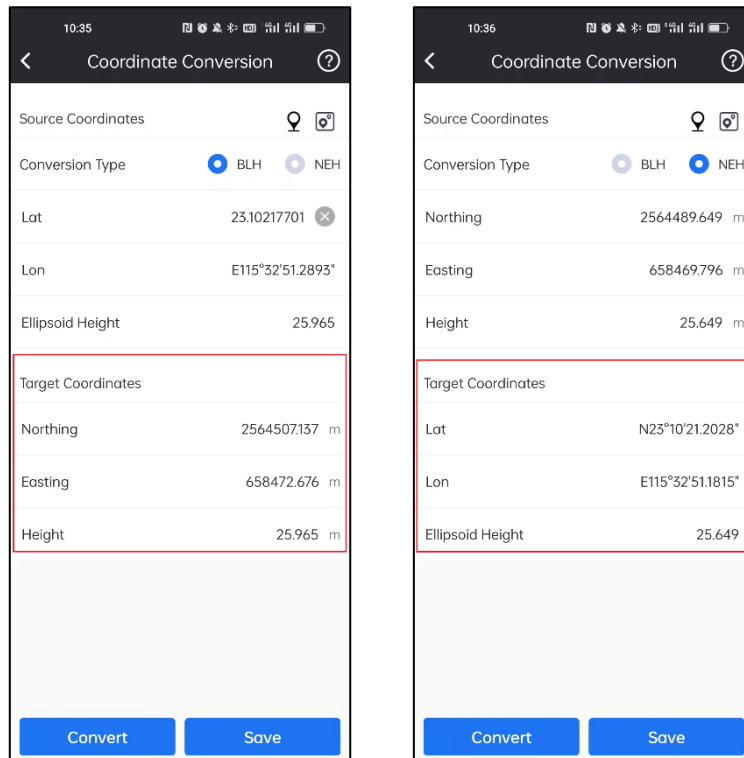 10:35
Coordinate Conversion
Source Coordinates
Conversion Type BLH NEH
Lat 23.10217701
Lon E115°32'51.2893"
Ellipsoid Height 25.965
Target Coordinates
Northing 2564507.137 m
Easting 658472.676 m
Height 25.965 m
Convert Save
10:36
Coordinate Conversion
Source Coordinates
Conversion Type BLH NEH
Northing 2564489.649 m
Easting 658469.796 m
Height 25.649 m
Target Coordinates
Lat N23°10'21.2028"
Lon E115°32'51.1815"
Ellipsoid Height 25.649
Convert Save